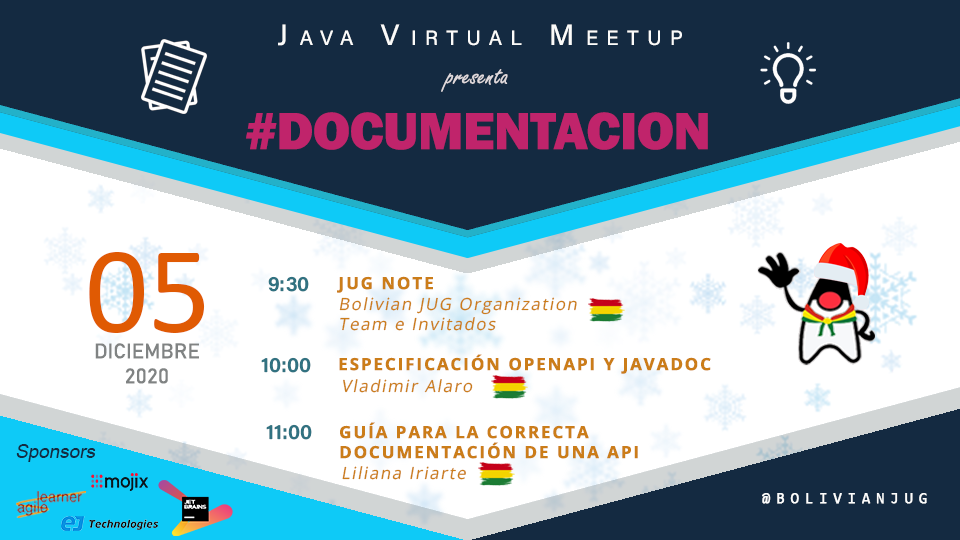 JAVA VIRTUAL MEETUP
presenta
#DOCUMENTACION
05
DICIEMBRE
2020
9:30 JUG NOTE
Bolivian JUG Organization
Team e Invitados
10:00 ESPECIFICACIÓN OPENAPI Y JAVADOC
Vladimir Alaro
11:00 GUÍA PARA LA CORRECTA
DOCUMENTACIÓN DE UNA API
Liliana Iriarte
Sponsors
mojix
learner
agile
JET
BRAINS
ej Technologies
@BOLIVIANJUG